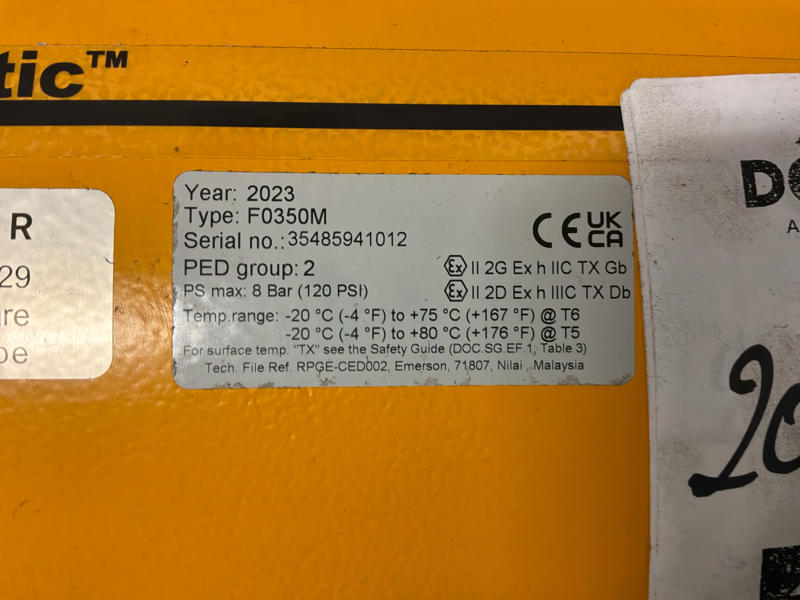 tic™
R
29
re
pe
Year: 2023
Type: F0350M
Serial no.: 35485941012
PED group: 2
PS max: 8 Bar (120 PSI)
CE UK CA
Ex II 2G Ex h IIC TX Gb
Ex II 2D Ex h IIIC TX Db
Temp.range: -20 °C (-4 °F) to +75 °C (+167 °F) @ T6
-20 °C (-4 °F) to +80 °C (+176 °F) @ T5
For surface temp. "TX" see the Safety Guide (DOC.SG.EF.1, Table 3)
Tech. File Ref. RPGE-CED002, Emerson, 71807, Nilai, Malaysia
DO
A
20